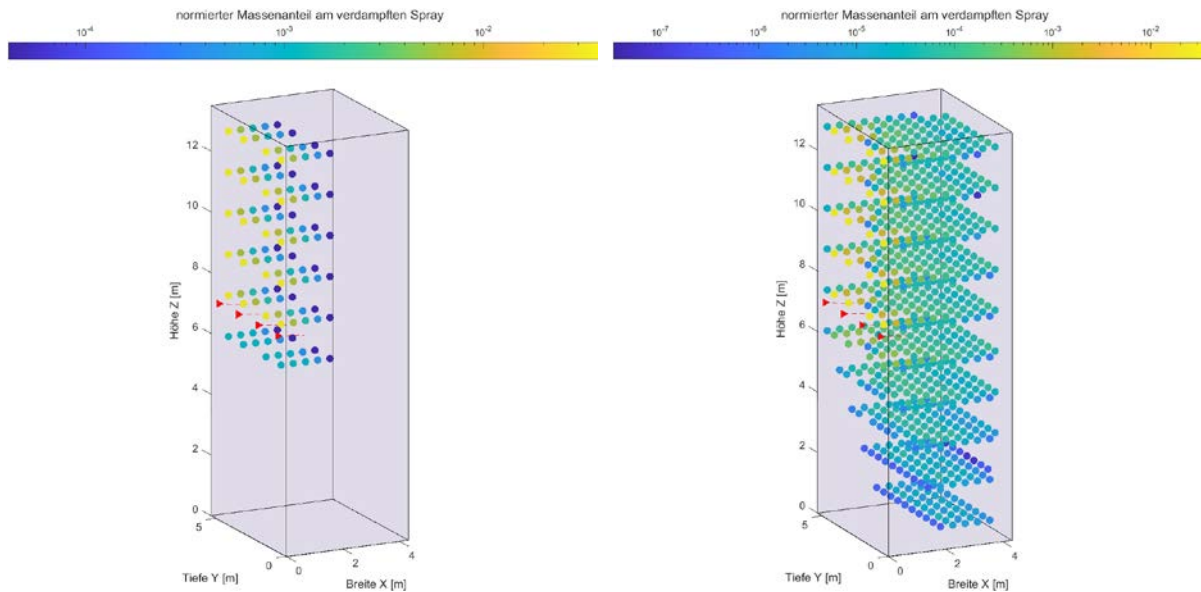 normierter Massenanteil am verdampften Spray
10^-4 10^-3 10^-2
12
10
8
6
4
2
0
Höhe Z [m]
5
0
Tiefe Y [m]
0
2
4
Breite X [m]
normierter Massenanteil am verdampften Spray
10^-7 10^-6 10^-5 10^-4 10^-3 10^-2
12
10
8
6
4
2
0
Höhe Z [m]
5
0
Tiefe Y [m]
0
2
4
Breite X [m]